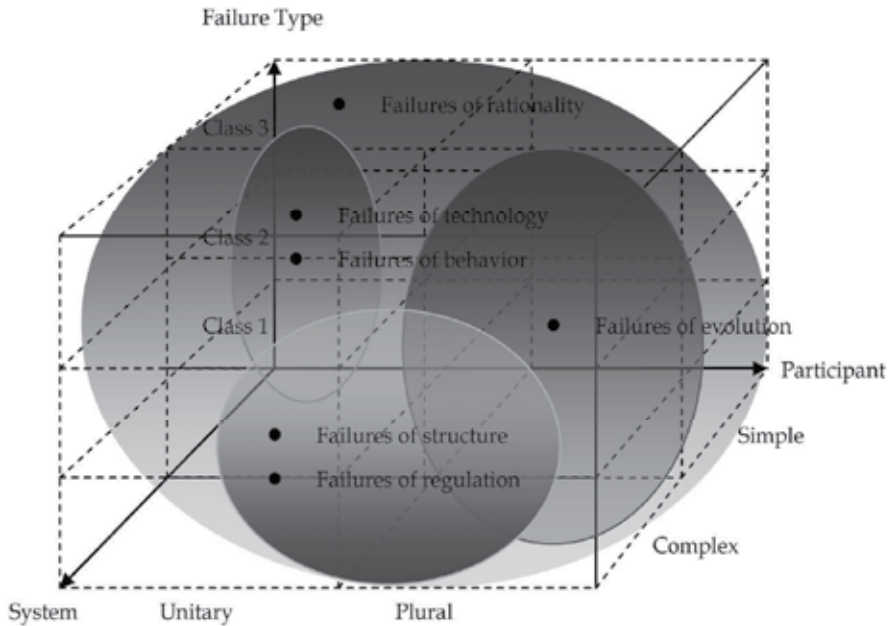 Failure Type
Failures of rationality
Class 3
Failures of technology
Class 2
Failures of behavior
Class 1
Failures of evolution
Participant
Failures of structure
Simple
Failures of regulation
Complex
System
Unitary
Plural